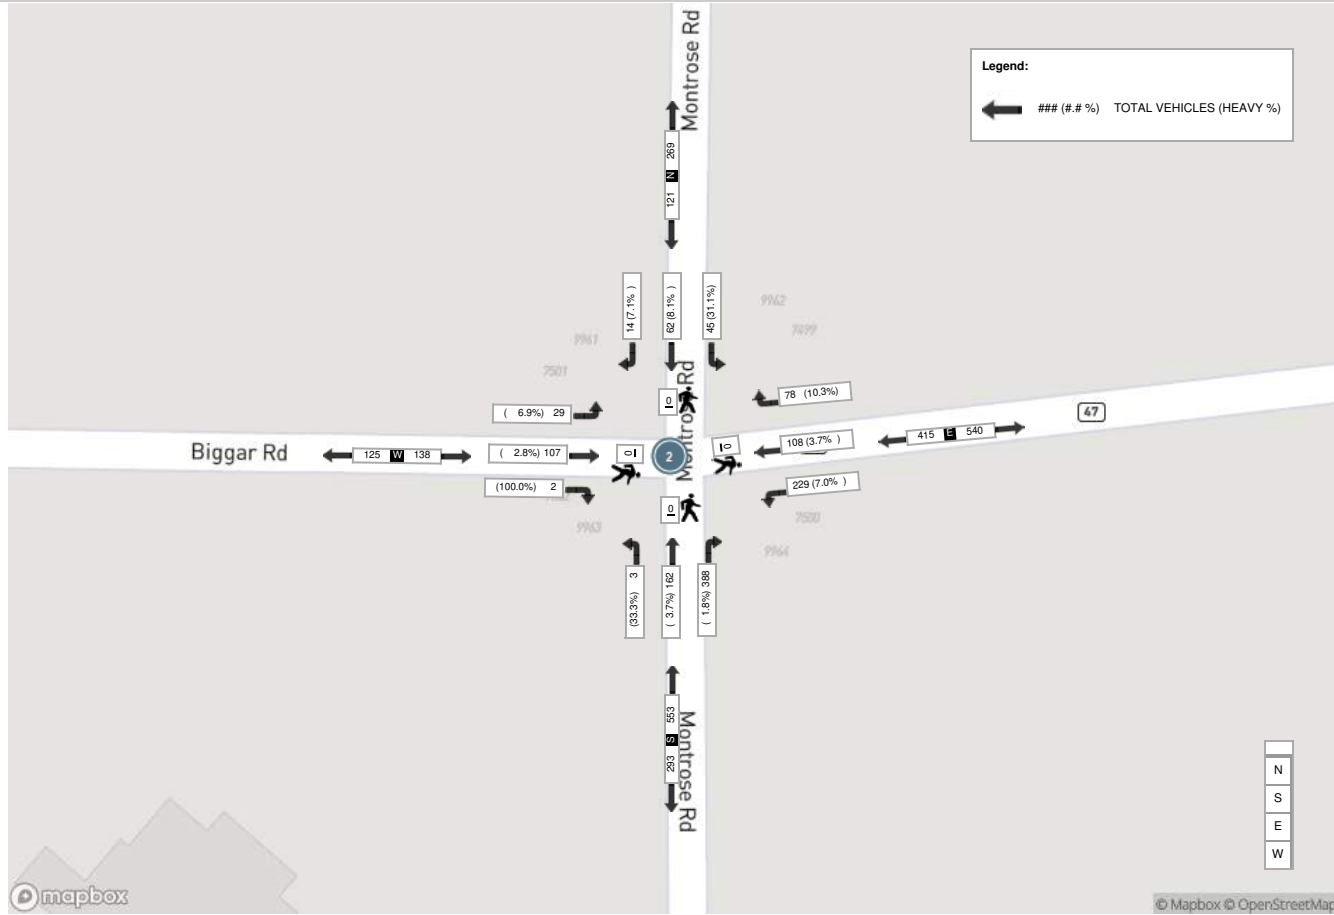 Montrose Rd
Legend:
### (#.# %) TOTAL VEHICLES (HEAVY %)
269 N 121
14 (7.1% )
62 (8.1% )
45 (31.1%)
9962
7499
9961
7501
Montrose Rd
( 6.9%) 29
0
78 (10.3%)
47
Biggar Rd
125 W 138
( 2.8%) 107
0
2
0
108 (3.7% )
415 E 540
(100.0%) 2
229 (7.0% )
0
9963
7500
9964
(33.3%) 3
( 3.7%) 162
( 1.8%) 388
553 S 293
Montrose Rd
N
S
E
W
mapbox
© Mapbox © OpenStreetMap